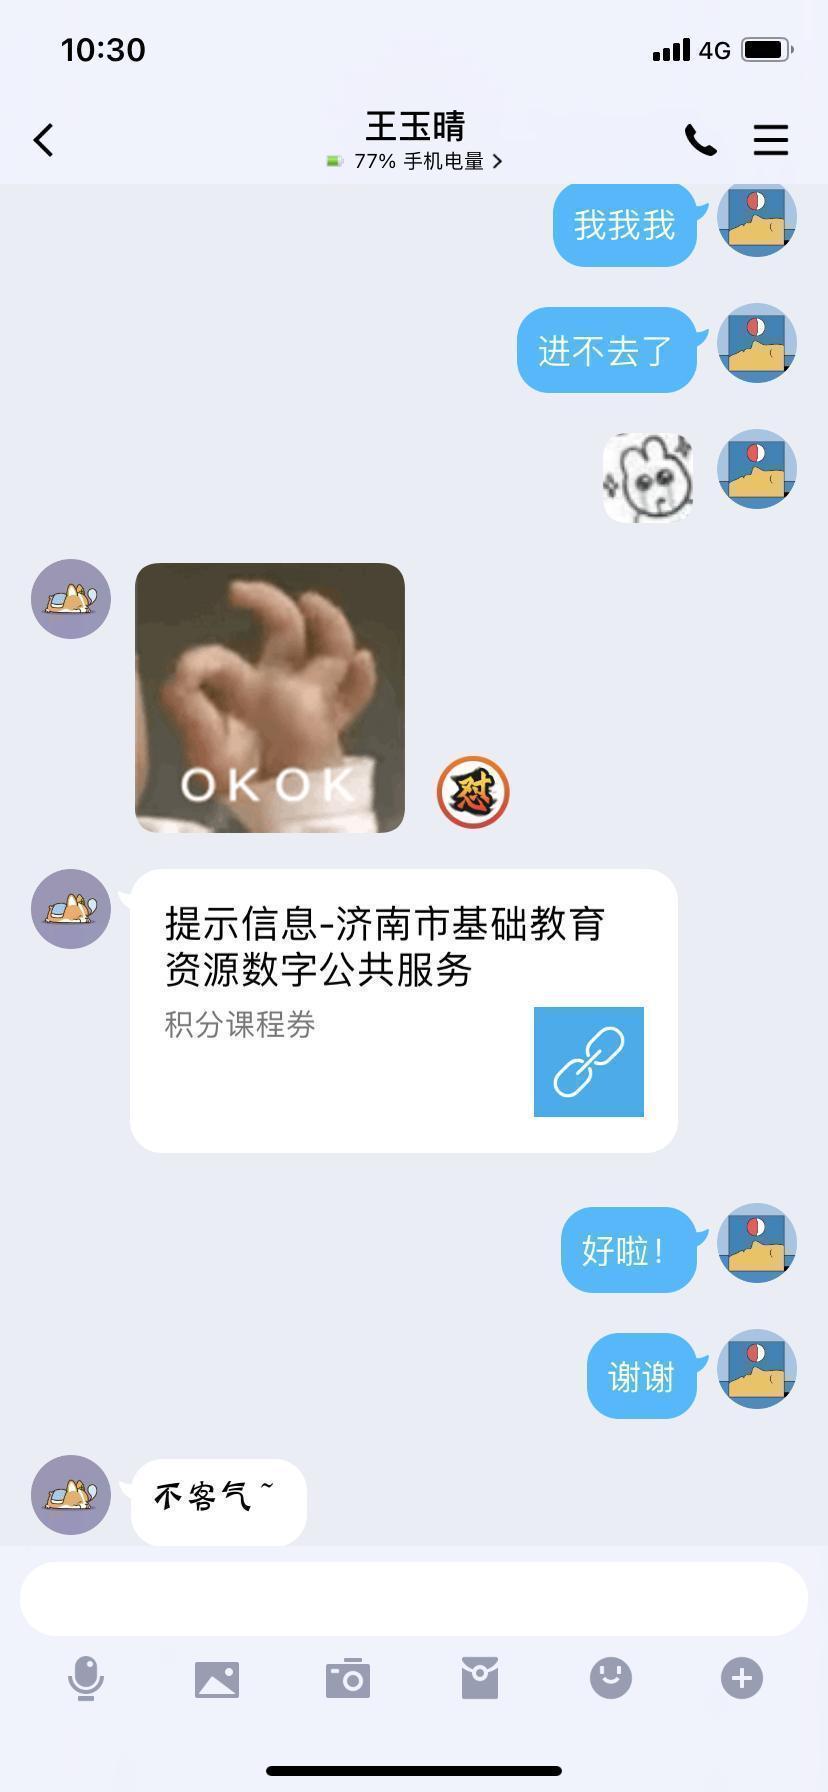 10:30
4G
王玉晴
77% 手机电量
我我我
进不去了
OKOK
怼
提示信息-济南市基础教育
资源数字公共服务
积分课程券
好啦！
谢谢
不客气~